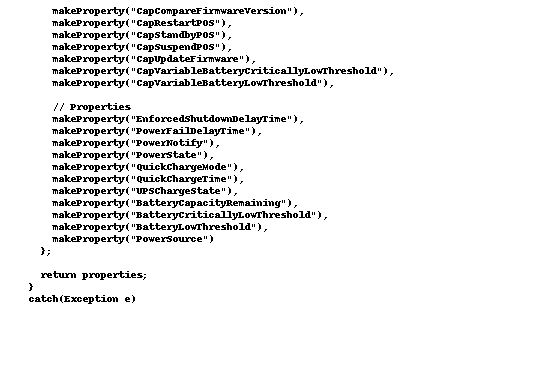 makeProperty("CapCompareFirmwareVersion"),
makeProperty("CapRestartPOS"),
makeProperty("CapStandbyPOS"),
makeProperty("CapSuspendPOS"),
makeProperty("CapUpdateFirmware"),
makeProperty("CapVariableBatteryCriticallyLowThreshold"),
makeProperty("CapVariableBatteryLowThreshold"),
// Properties
makeProperty("EnforcedShutdownDelayTime"),
makeProperty("PowerFailDelayTime"),
makeProperty("PowerNotify"),
makeProperty("PowerState"),
makeProperty("QuickChargeMode"),
makeProperty("QuickChargeTime"),
makeProperty("UPSChargeState"),
makeProperty("BatteryCapacityRemaining"),
makeProperty("BatteryCriticallyLowThreshold"),
makeProperty("BatteryLowThreshold"),
makeProperty("PowerSource")
};
return properties;
}
catch(Exception e)